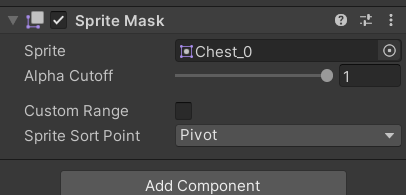 Sprite Mask
Sprite Chest_0
Alpha Cutoff 1
Custom Range
Sprite Sort Point Pivot
Add Component